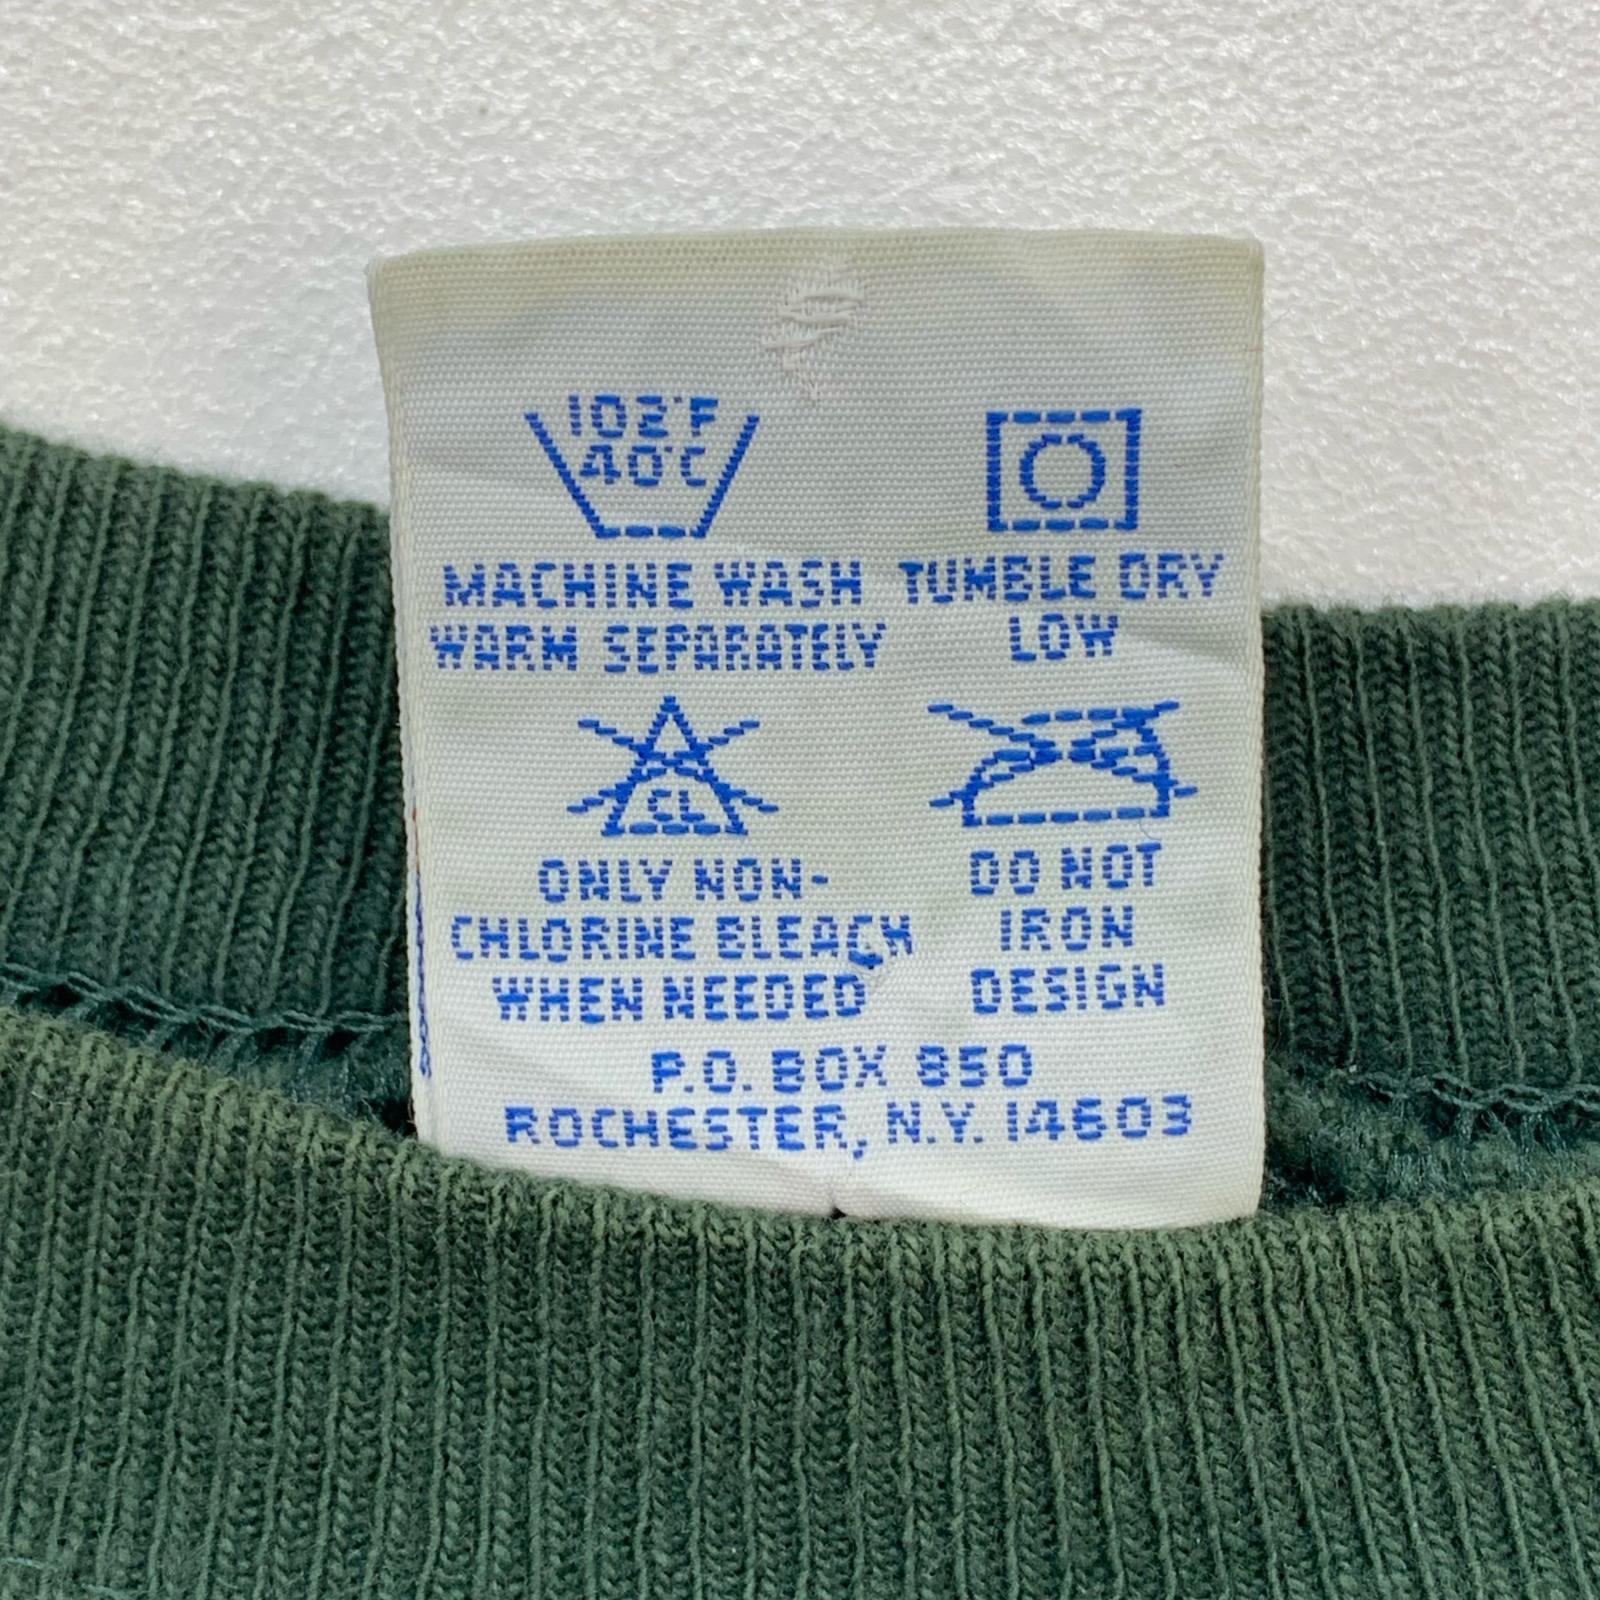 102°F
40°C
MACHINE WASH
WARM SEPARATELY
TUMBLE DRY
LOW
CL
ONLY NON-
CHLORINE BLEACH
WHEN NEEDED
DO NOT
IRON
DESIGN
P.O. BOX 850
ROCHESTER, N.Y. 14603